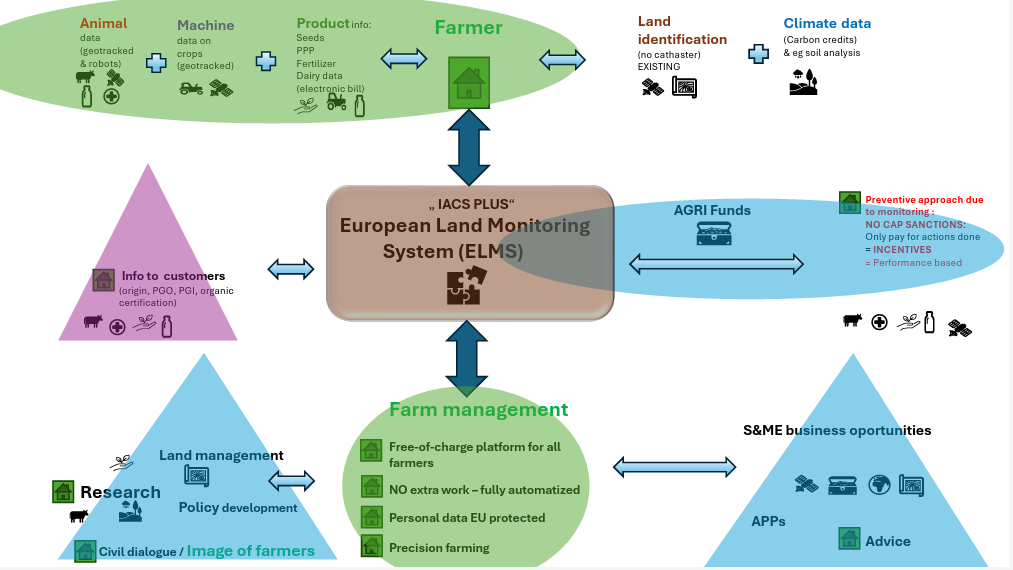 Animal
data
(geotracked
& robots)
Machine
data on
crops
(geotracked)
Product info:
Seeds
PPP
Fertilizer
Dairy data
(electronic bill)
Farmer
Land
identification
(no cathaster)
EXISTING
Climate data
(Carbon credits)
& eg soil analysis
„ IACS PLUS“
European Land Monitoring
System (ELMS)
AGRI Funds
Preventive approach due
to monitoring :
NO CAP SANCTIONS:
Only pay for actions done
= INCENTIVES
= Performance based
Info to customers
(origin, PGO, PGI, organic
certification)
Farm management
Free-of-charge platform for all
farmers
NO extra work – fully automatized
Personal data EU protected
Precision farming
Land management
Research
Policy development
Civil dialogue / Image of farmers
S&ME business oportunities
APPs
Advice